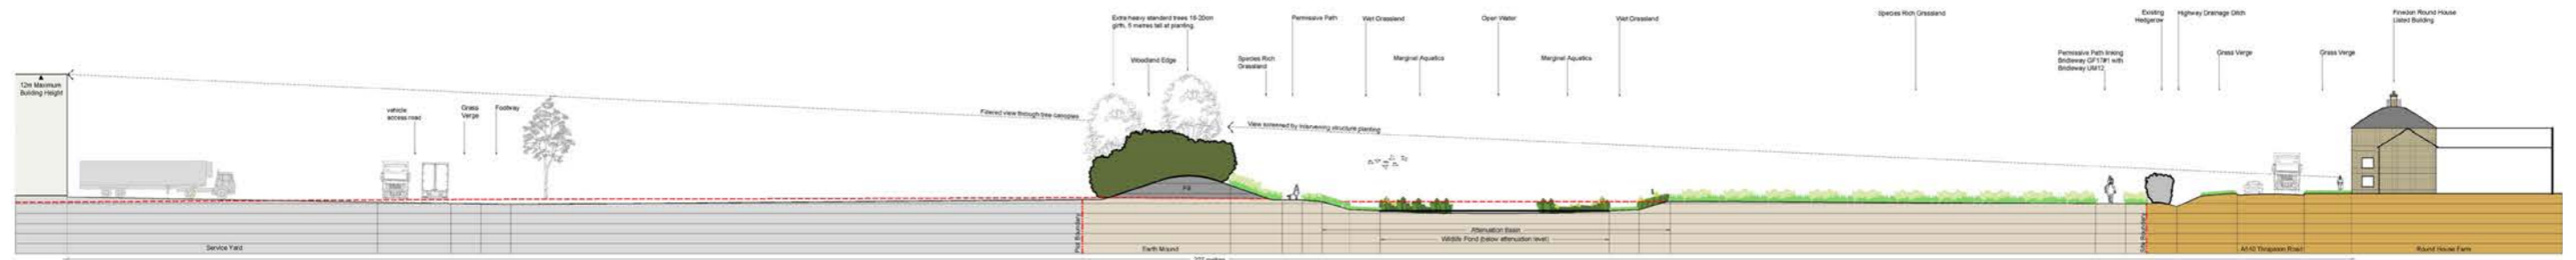 Extra heavy standard trees 18-20cm
girth, 5 metres tall at planting.
Permissive Path
Wet Grassland
Open Water
Wet Grassland
Species Rich Grassland
Existing
Hedgerow
Highway Drainage Ditch
Finedon Round House
Listed Building
Woodland Edge
Species Rich
Grassland
Marginal Aquatics
Marginal Aquatics
Permissive Path linking
Bridleway
with
Bridleway
Grass Verge
Grass Verge
12m Maximum
Building Height
vehicle
access road
Grass
Verge
Footway
Filtered view through tree canopies
View screened by intervening structure planting
Fill
Service Yard
Plot Boundary
Earth Mound
Attenuation Basin
Wildlife Pond (below attenuation level)
Site Boundary
Thrapston Road
Round House Farm
metres